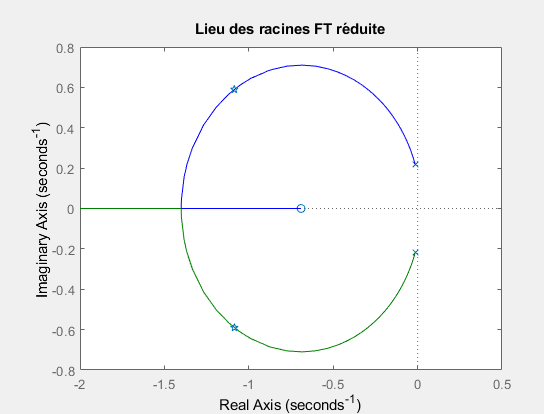 Lieu des racines FT réduite
Imaginary Axis (seconds⁻¹)
0.8
0.6
0.4
0.2
0
-0.2
-0.4
-0.6
-0.8
-2 -1.5 -1 -0.5 0 0.5
Real Axis (seconds⁻¹)